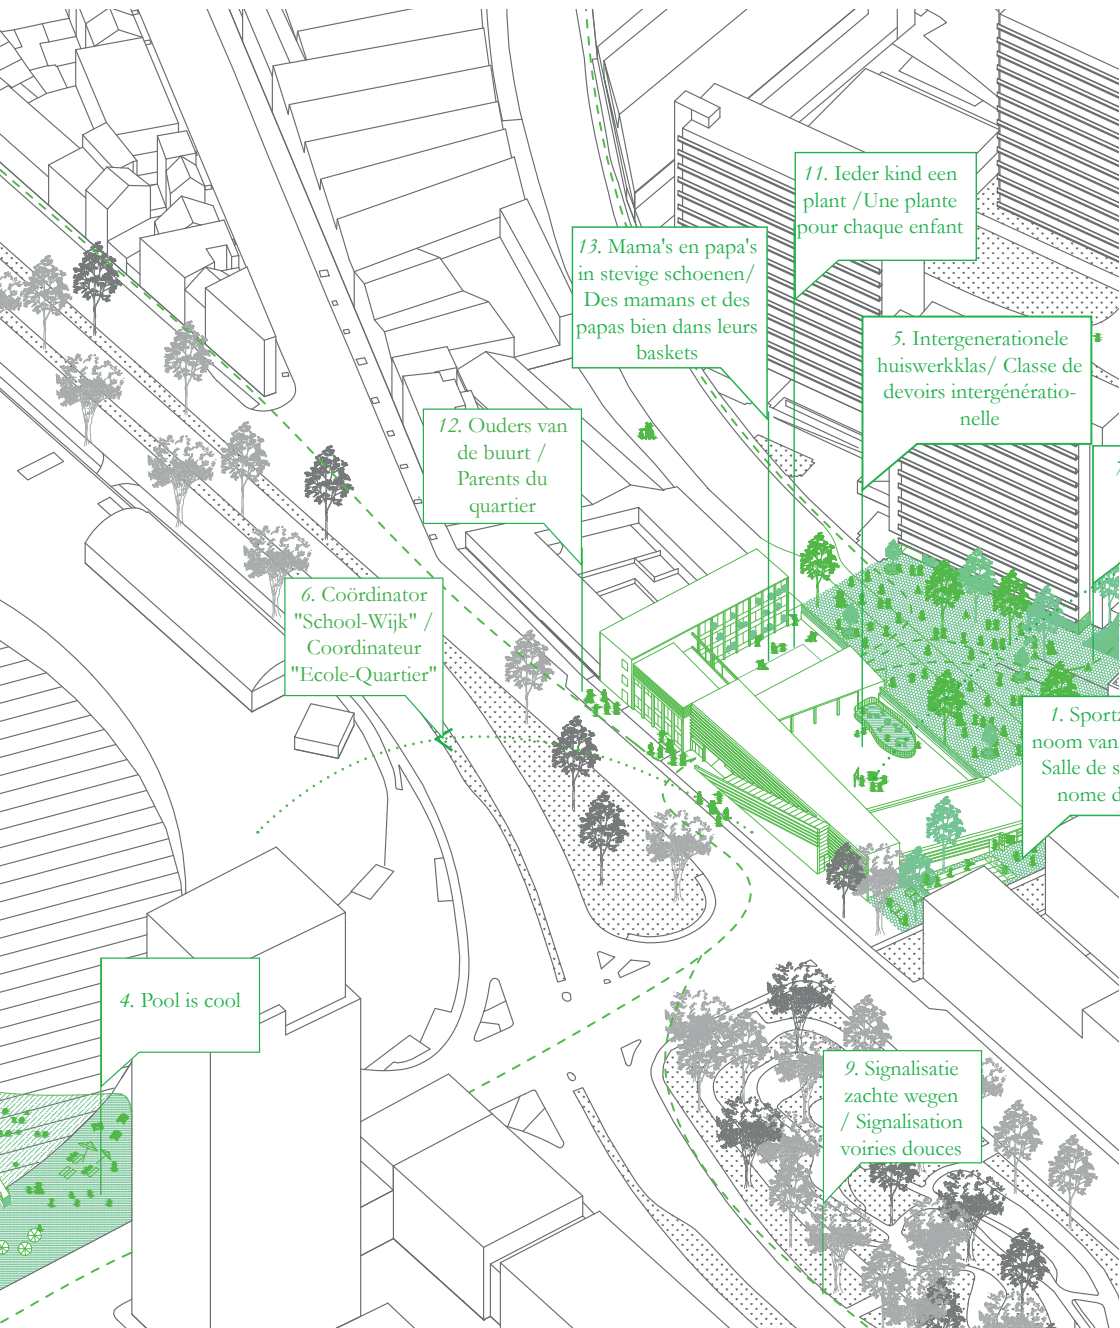 11. Ieder kind een
plant /Une plante
pour chaque enfant
13. Mama's en papa's
in stevige schoenen/
Des mamans et des
papas bien dans leurs
baskets
5. Intergenerationele
huiswerkklas/ Classe de
devoirs intergénératio-
nelle
12. Ouders van
de buurt /
Parents du
quartier
6. Coördinator
"School-Wijk" /
Coordinateur
"Ecole-Quartier"
1. Sportz
noom van
Salle de s
nome d
4. Pool is cool
9. Signalisatie
zachte wegen
/ Signalisation
voiries douces